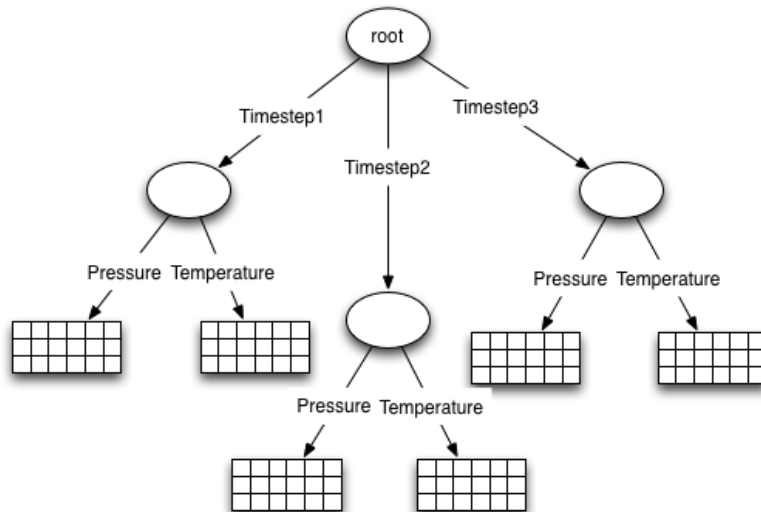 root
Timestep1
Timestep2
Timestep3
Pressure Temperature
Pressure Temperature
Pressure Temperature